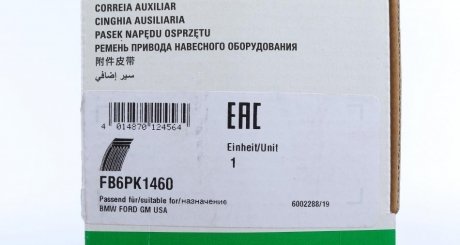 CORREIA AUXILIAR
CINGHIA AUSILIARIA
PASEK NAPĘDU OSPRZĘTU
РЕМЕНЬ ПРИВОДА НАВЕСНОГО ОБОРУДОВАНИЯ
附件皮带
سير إضافي
4 014870 124564
EAC
Einheit/Unit
1
FB6PK1460
Passend für/suitable for/назначение
BMW FORD GM USA
6002288/19